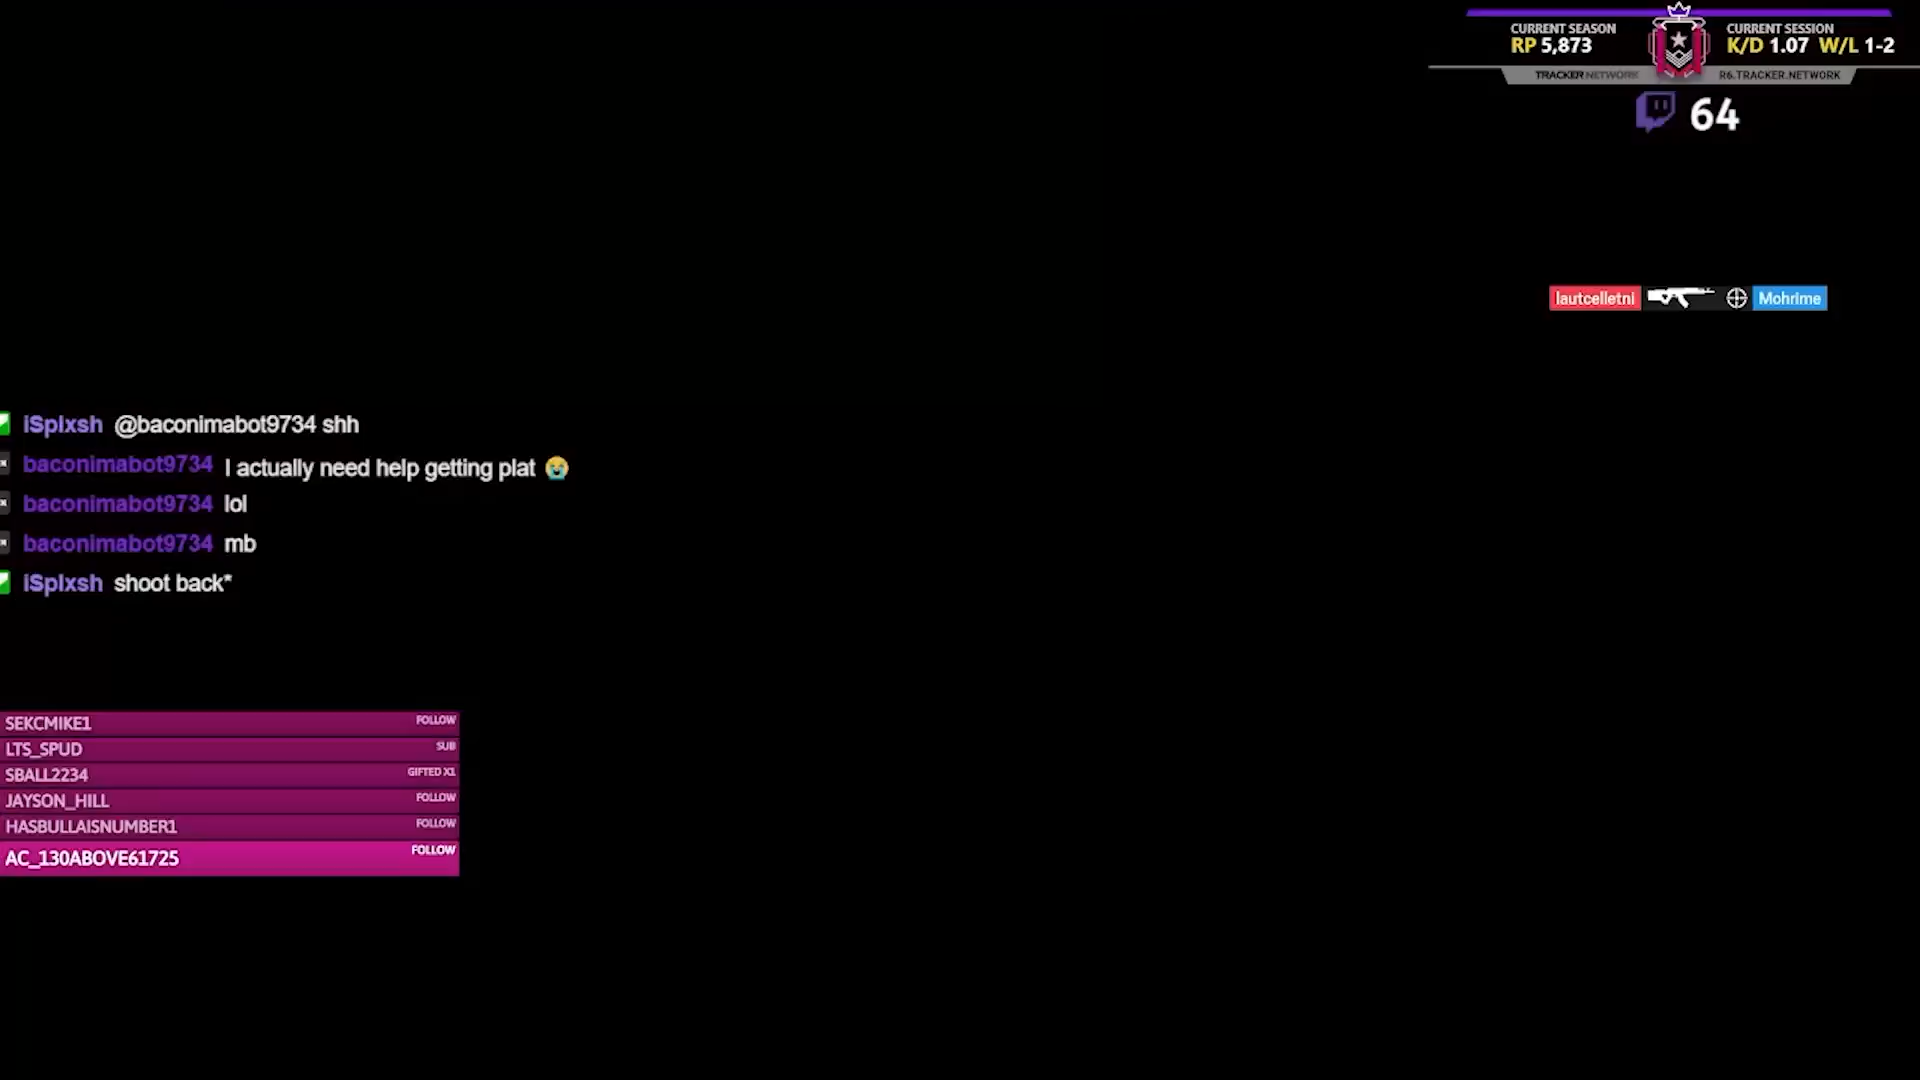 CURRENT SEASON
RP 5,873
CURRENT SESSION
K/D 1.07 W/L 1-2
TRACKER NETWORK
R6.TRACKER.NETWORK
64
lautcelletni Mohrime
iSplxsh @baconimabot9734 shh
baconimabot9734 I actually need help getting plat 😭
baconimabot9734 lol
baconimabot9734 mb
iSplxsh shoot back*
SEKCMIKE1 FOLLOW
LTS_SPUD SUB
SBALL2234 GIFTED X1
JAYSON_HILL FOLLOW
HASBULLAISNUMBER1 FOLLOW
AC_130ABOVE61725 FOLLOW